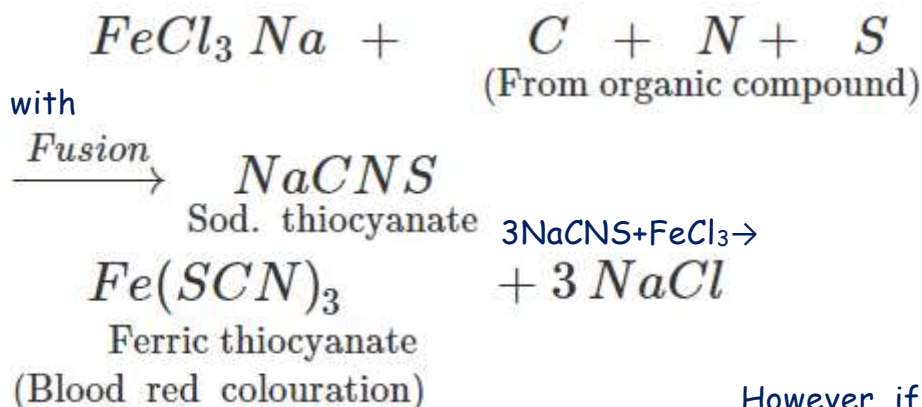 FeCl₃ Na + C + N + S
(From organic compound)
with
Fusion
⟶ NaCNS
Sod. thiocyanate
3NaCNS+FeCl₃→
Fe(SCN)₃ + 3 NaCl
Ferric thiocyanate
(Blood red colouration)
However, if